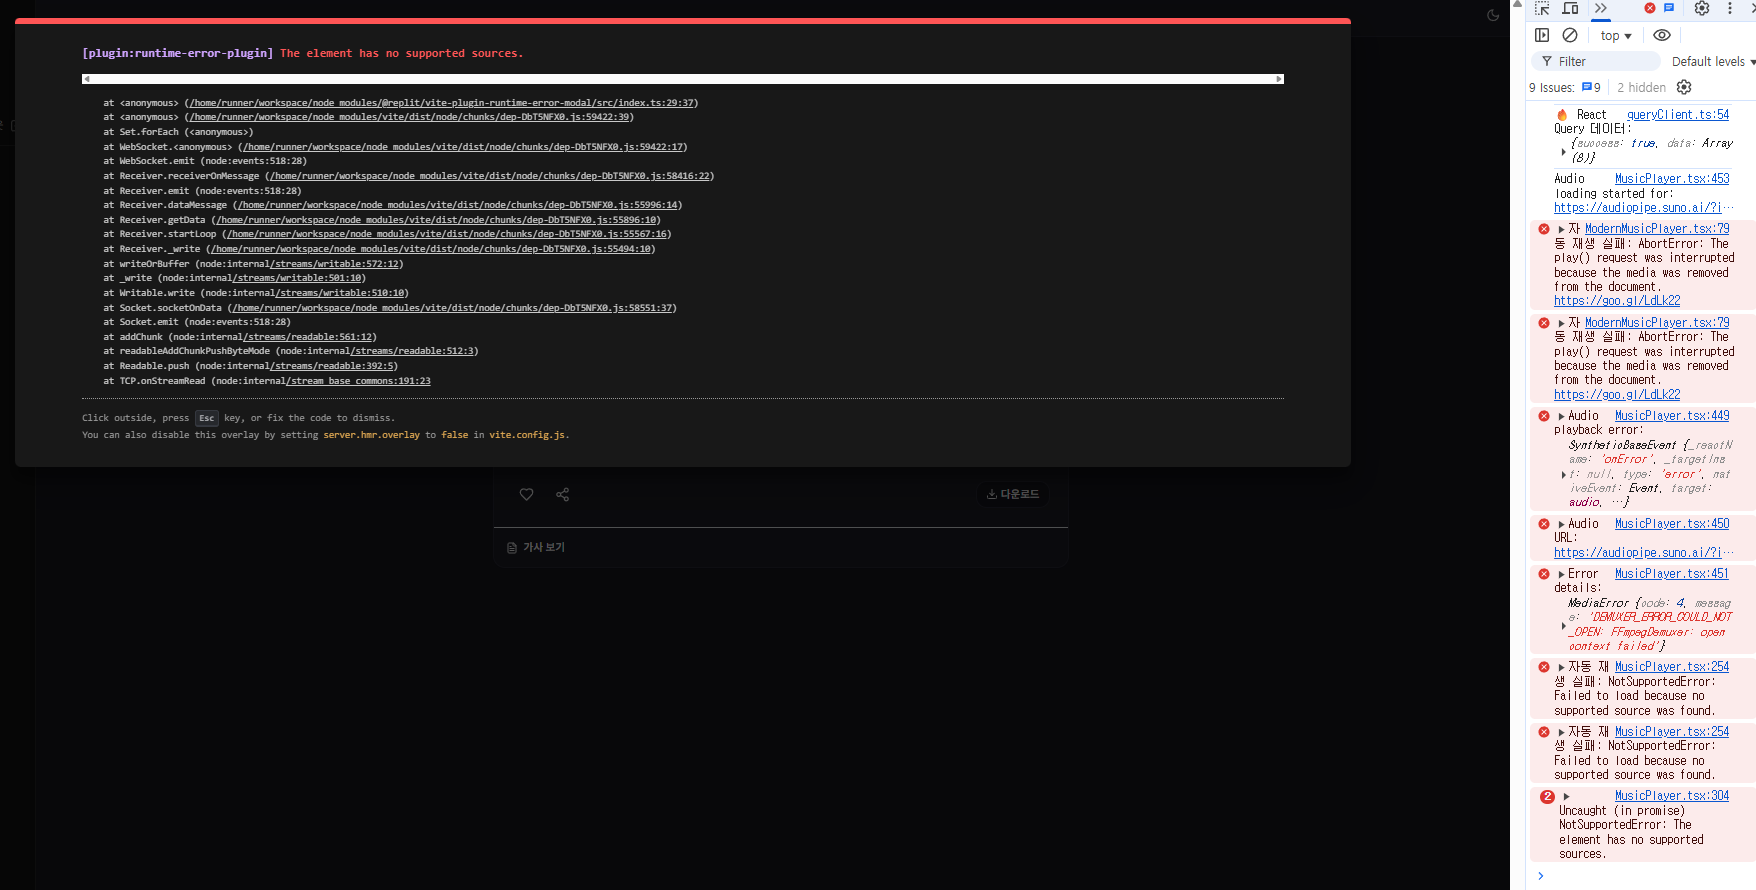 [plugin:runtime-error-plugin] The element has no supported sources.
at <anonymous> (/home/runner/workspace/node_modules/@replit/vite-plugin-runtime-error-modal/src/index.ts:29:37)
at <anonymous> (/home/runner/workspace/node_modules/vite/dist/node/chunks/dep-DbT5NFX0.js:59422:39)
at Set.forEach (<anonymous>)
at WebSocket.<anonymous> (/home/runner/workspace/node_modules/vite/dist/node/chunks/dep-DbT5NFX0.js:59422:17)
at WebSocket.emit (node:events:518:28)
at Receiver.receiverOnMessage (/home/runner/workspace/node_modules/vite/dist/node/chunks/dep-DbT5NFX0.js:58416:22)
at Receiver.emit (node:events:518:28)
at Receiver.dataMessage (/home/runner/workspace/node_modules/vite/dist/node/chunks/dep-DbT5NFX0.js:55996:14)
at Receiver.getData (/home/runner/workspace/node_modules/vite/dist/node/chunks/dep-DbT5NFX0.js:55896:10)
at Receiver.startLoop (/home/runner/workspace/node_modules/vite/dist/node/chunks/dep-DbT5NFX0.js:55567:16)
at Receiver._write (/home/runner/workspace/node_modules/vite/dist/node/chunks/dep-DbT5NFX0.js:55494:10)
at writeOrBuffer (node:internal/streams/writable:572:12)
at _write (node:internal/streams/writable:501:10)
at Writable.write (node:internal/streams/writable:510:10)
at Socket.socketOnData (/home/runner/workspace/node_modules/vite/dist/node/chunks/dep-DbT5NFX0.js:58551:37)
at Socket.emit (node:events:518:28)
at addChunk (node:internal/streams/readable:561:12)
at readableAddChunkPushByteMode (node:internal/streams/readable:512:3)
at Readable.push (node:internal/streams/readable:392:5)
at TCP.onStreamRead (node:internal/stream_base_commons:191:23
Click outside, press Esc key, or fix the code to dismiss.
You can also disable this overlay by setting server.hmr.overlay to false in vite.config.js.
다운로드
가사 보기
top
Filter
Default levels
9 Issues: 9
2 hidden
React queryClient.ts:54
Query 데이터:
{success: true, data: Array
(8)}
Audio MusicPlayer.tsx:453
loading started for:
https://audiopipe.suno.ai/?i…
자 ModernMusicPlayer.tsx:79
동 재생 실패: AbortError: The
play() request was interrupted
because the media was removed
from the document.
https://goo.gl/LdLk22
자 ModernMusicPlayer.tsx:79
동 재생 실패: AbortError: The
play() request was interrupted
because the media was removed
from the document.
https://goo.gl/LdLk22
Audio MusicPlayer.tsx:449
playback error:
SyntheticBaseEvent {_reactN
ame: 'onError', _targetIns
t: null, type: 'error', nat
iveEvent: Event, target:
audio, …}
Audio MusicPlayer.tsx:450
URL:
https://audiopipe.suno.ai/?i…
Error MusicPlayer.tsx:451
details:
MediaError {code: 4, messag
e: 'DEMUXER_ERROR_COULD_NOT
_OPEN: FFmpegDemuxer: open
context failed'}
자동 재 MusicPlayer.tsx:254
생 실패: NotSupportedError:
Failed to load because no
supported source was found.
자동 재 MusicPlayer.tsx:254
생 실패: NotSupportedError:
Failed to load because no
supported source was found.
2 MusicPlayer.tsx:304
Uncaught (in promise)
NotSupportedError: The
element has no supported
sources.